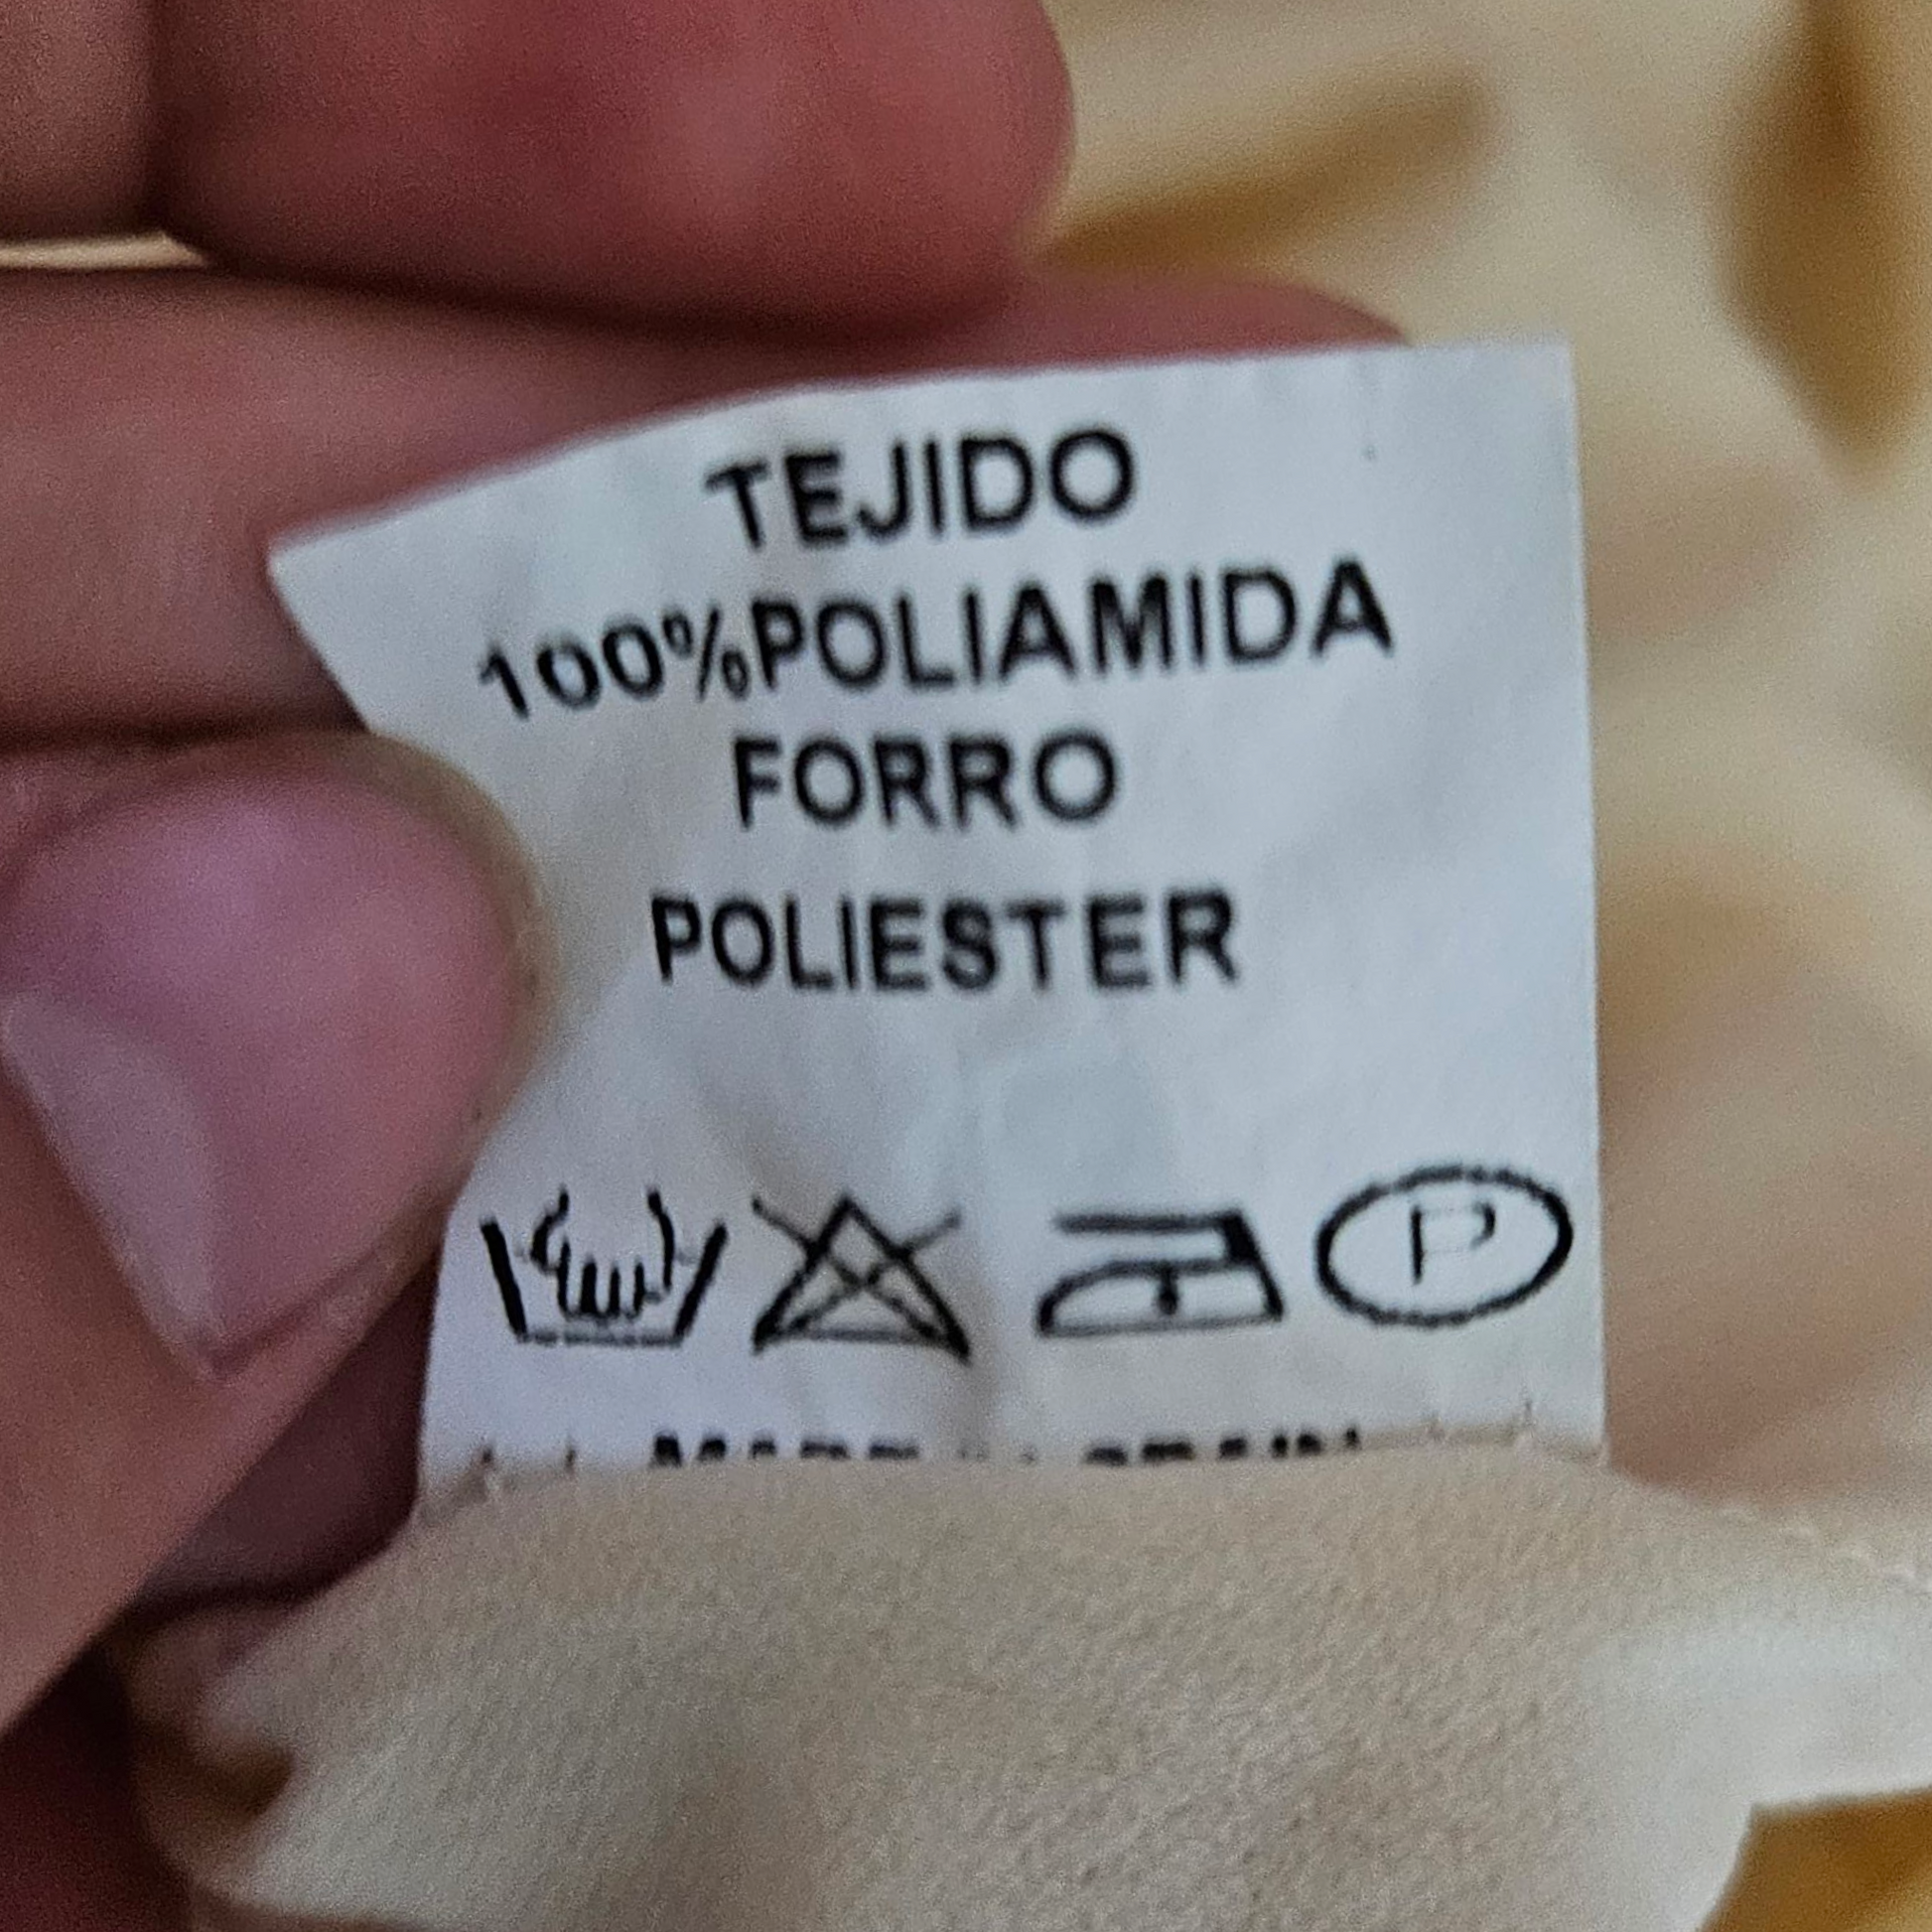 TEJIDO
100%POLIAMIDA
FORRO
POLIESTER
P